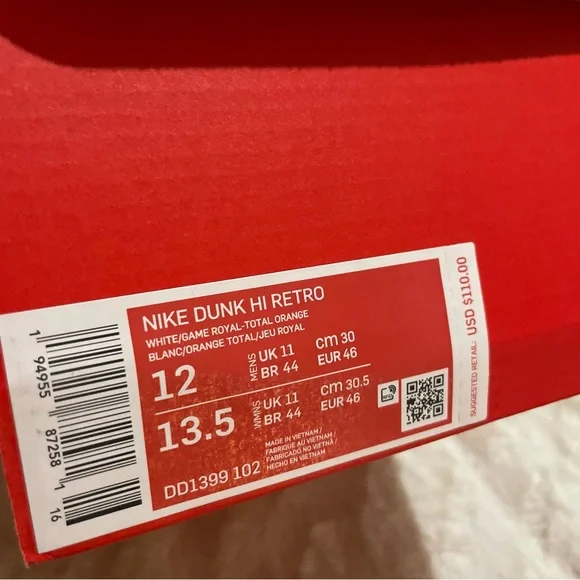 NIKE DUNK HI RETRO
WHITE/GAME ROYAL-TOTAL ORANGE
BLANC/ORANGE TOTAL/JEU ROYAL
12 MENS UK 11 CM 30
BR 44 EUR 46
13.5 WMNS UK 11 CM 30.5
BR 44 EUR 46
DD1399 102
MADE IN VIETNAM /
FABRIQUE AU VIETNAM /
FABRICADO NO VIETNÃ /
HECHO EN VIETNAM
SUGGESTED RETAIL: USD $110.00
1 94955 87258 1
16